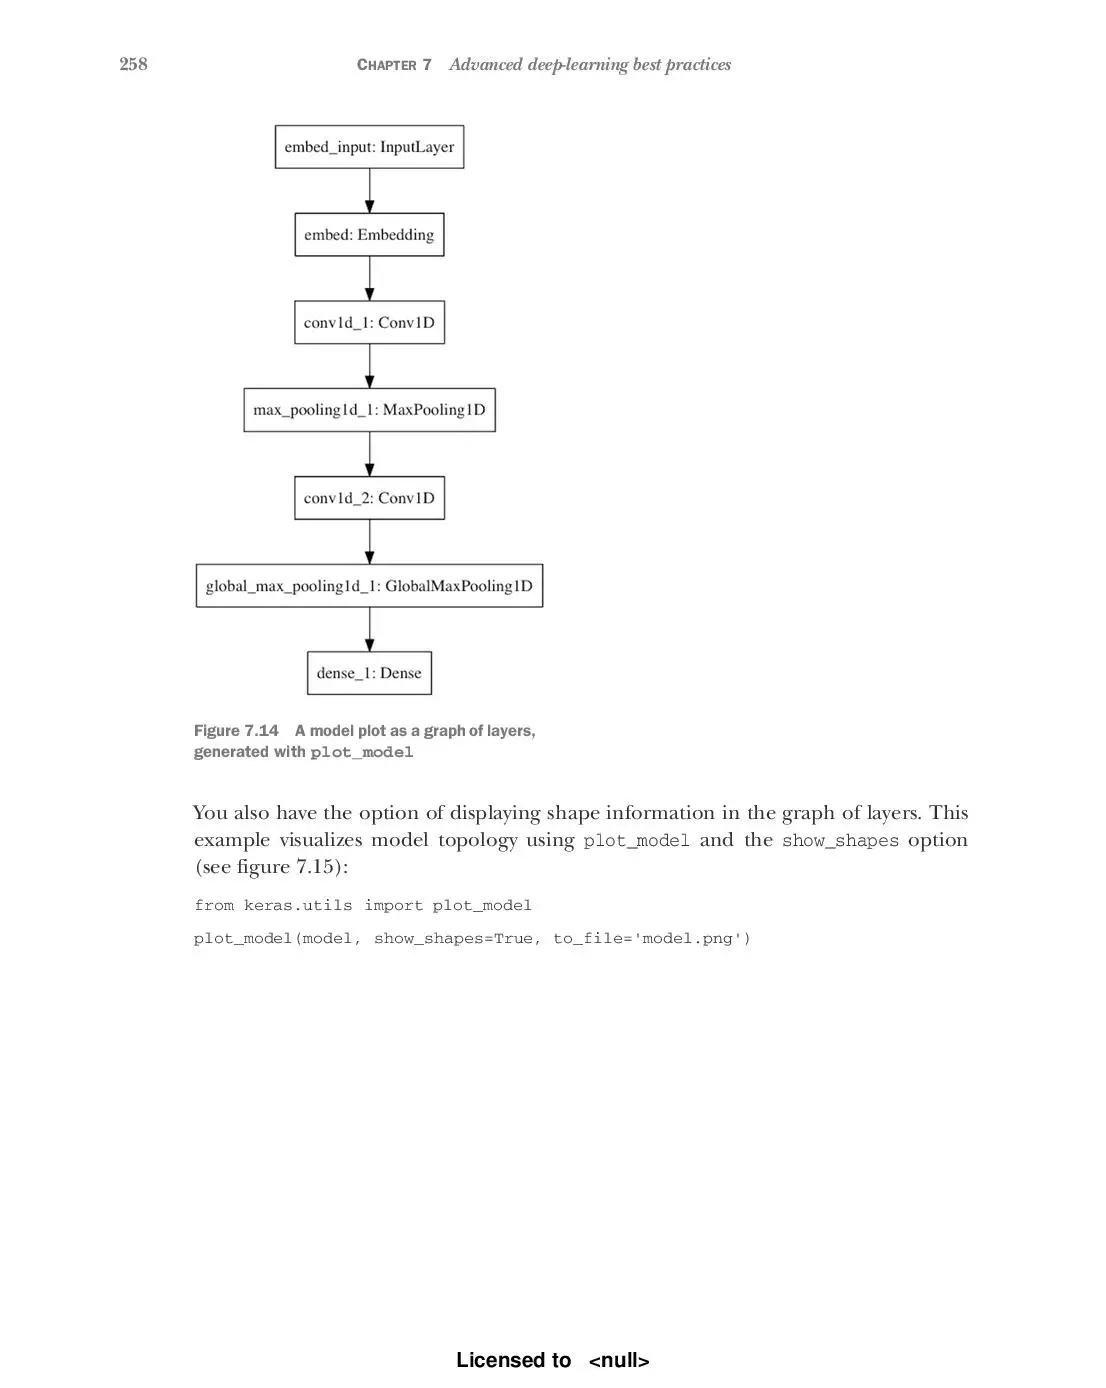 258
CHAPTER 7 Advanced deep-learning best practices
embed_input: InputLayer
embed: Embedding
conv1d_1: Conv1D
max_pooling1d_1: MaxPooling1D
conv1d_2: Conv1D
global_max_pooling1d_1: GlobalMaxPooling1D
dense_1: Dense
Figure 7.14 A model plot as a graph of layers,
generated with plot_model
You also have the option of displaying shape information in the graph of layers. This
example visualizes model topology using plot_model and the show_shapes option
(see figure 7.15):
from keras.utils import plot_model
plot_model(model, show_shapes=True, to_file='model.png')
Licensed to <null>